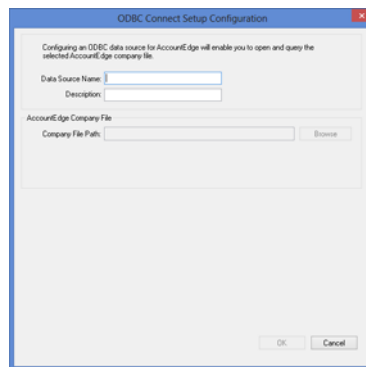 ODBC Connect Setup Configuration
Configuring an ODBC data source for AccountEdge will enable you to open and query the
selected AccountEdge company file.
Data Source Name:
Description:
AccountEdge Company File
Company File Path:
Browse
OK
Cancel